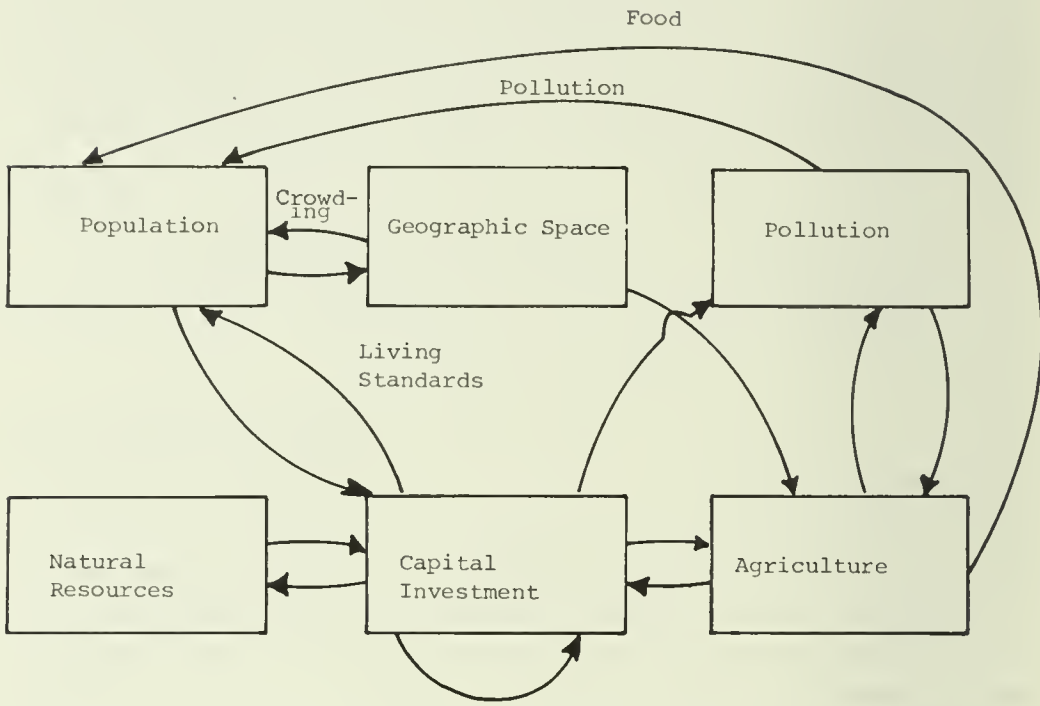 Food
Pollution
Population
Crowd-
ing
Geographic Space
Pollution
Living
Standards
Natural
Resources
Capital
Investment
Agriculture